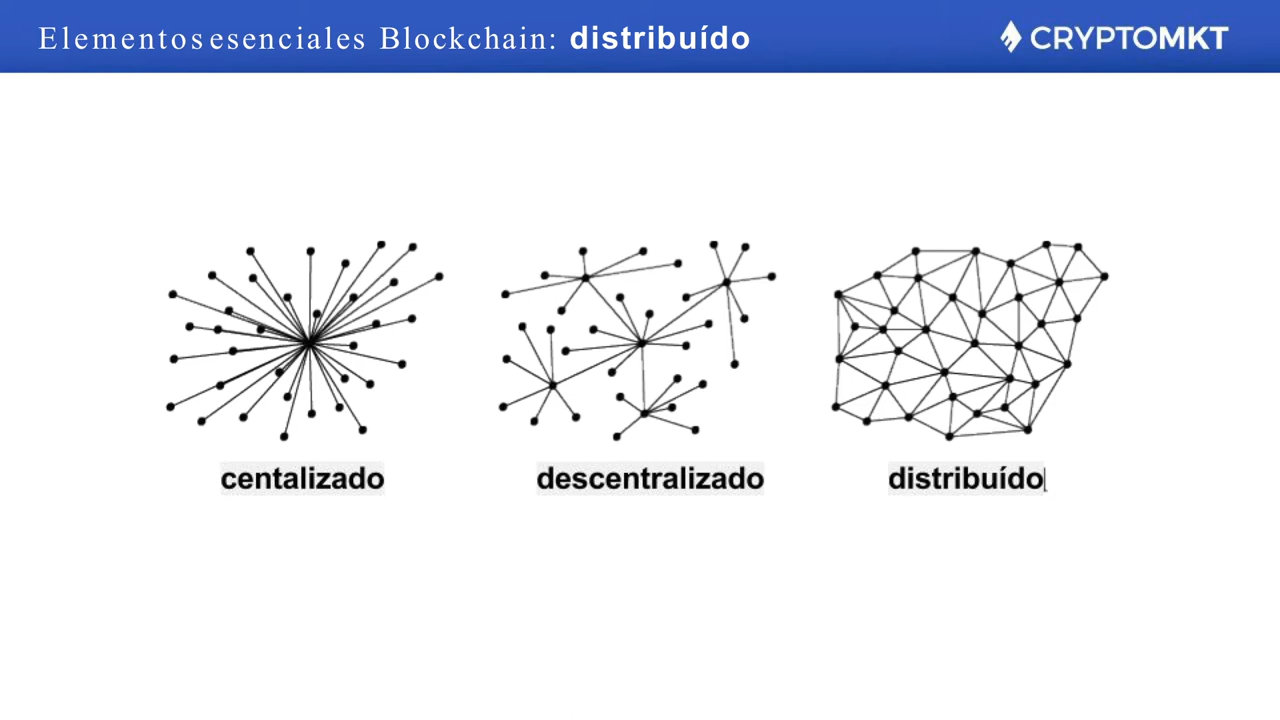 Elementos esenciales Blockchain: distribuído
CRYPTOMKT
centalizado
descentralizado
distribuído